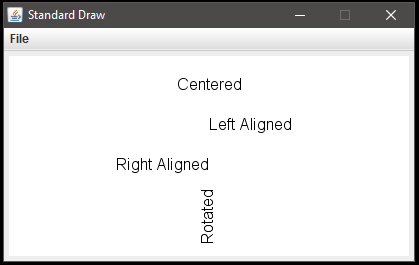 Standard Draw
File
Centered
Left Aligned
Right Aligned
Rotated